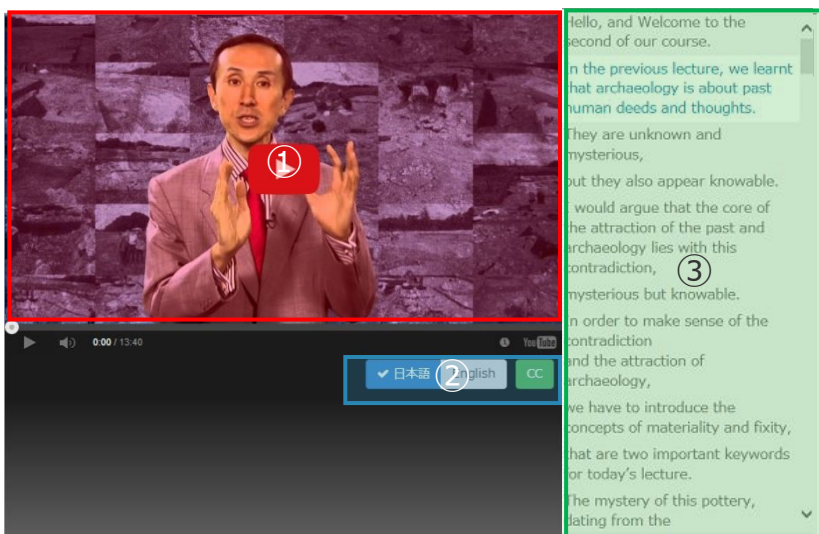 ①
0:00 / 13:40
YouTube
✔ 日本語
②
English
CC
Hello, and Welcome to the
second of our course.
In the previous lecture, we learnt
that archaeology is about past
human deeds and thoughts.
They are unknown and
mysterious,
but they also appear knowable.
I would argue that the core of
the attraction of the past and
archaeology lies with this
contradiction,
③
mysterious but knowable.
In order to make sense of the
contradiction
and the attraction of
archaeology,
we have to introduce the
concepts of materiality and fixity,
that are two important keywords
for today's lecture.
The mystery of this pottery,
dating from the